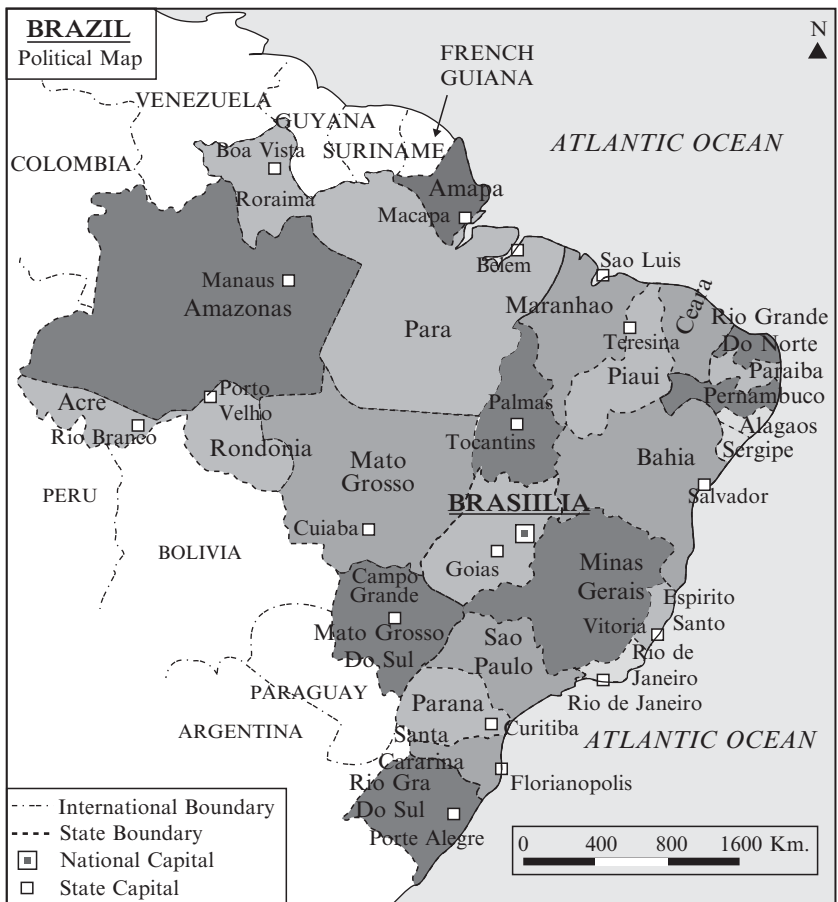 BRAZIL
Political Map
N
FRENCH
GUIANA
VENEZUELA
GUYANA
SURINAME
ATLANTIC OCEAN
COLOMBIA
Boa Vista
Roraima
Amapa
Macapa
Belem
Sao Luis
Manaus
Amazonas
Para
Maranhao
Ceara
Teresina
Rio Grande
Do Norte
Paraiba
Piaui
Pernambuco
Alagaos
Sergipe
Acre
Rio Branco
Porto
Velho
Rondonia
Palmas
Tocantins
Mato
Grosso
Bahia
Salvador
PERU
BOLIVIA
BRASIILIA
Cuiaba
Goias
Minas
Gerais
Campo
Grande
Mato Grosso
Do Sul
Espirito
Santo
Vitoria
Sao
Paulo
Rio de
Janeiro
Rio de Janeiro
PARAGUAY
Parana
Curitiba
ARGENTINA
Santa
Cararina
ATLANTIC OCEAN
Florianopolis
Rio Gra
Do Sul
Porte Alegre
International Boundary
State Boundary
National Capital
State Capital
0 400 800 1600 Km.